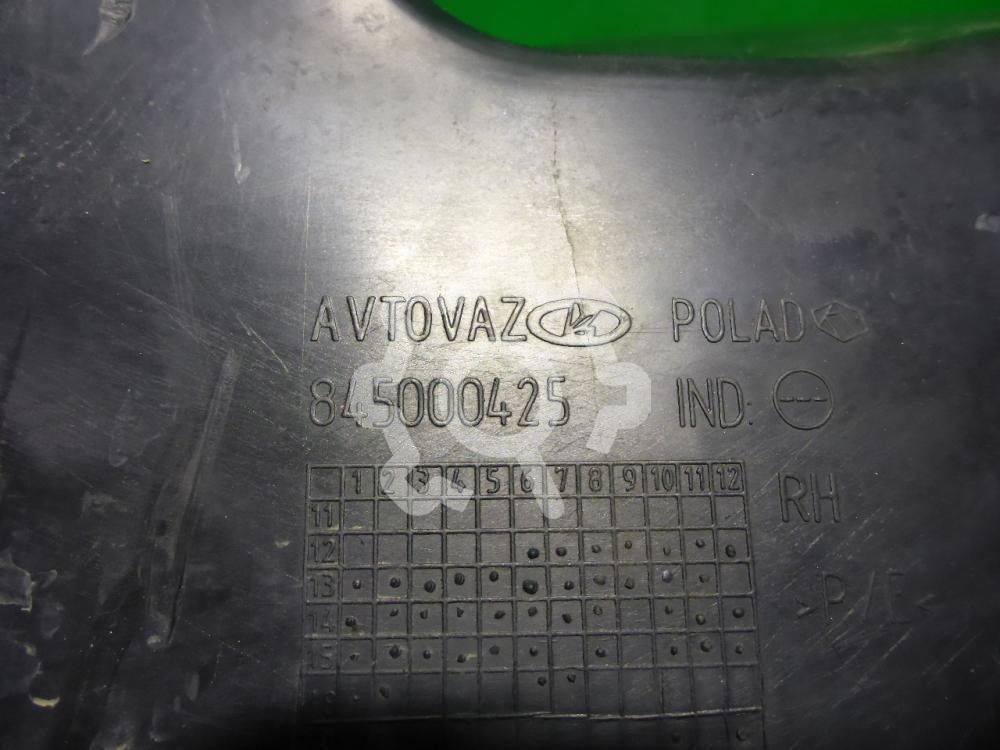 AVTOVAZ POLAD
845000425 IND: ---
1 2 3 4 5 6 7 8 9 10 11 12
11 RH
12
13
14 >P/E<
15